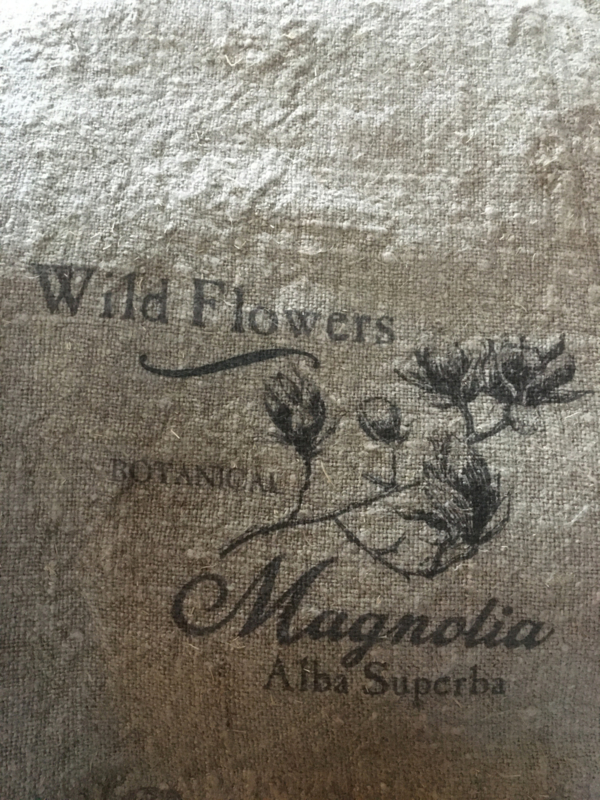 Wild Flowers
BOTANICAL
Magnolia
Alba Superba